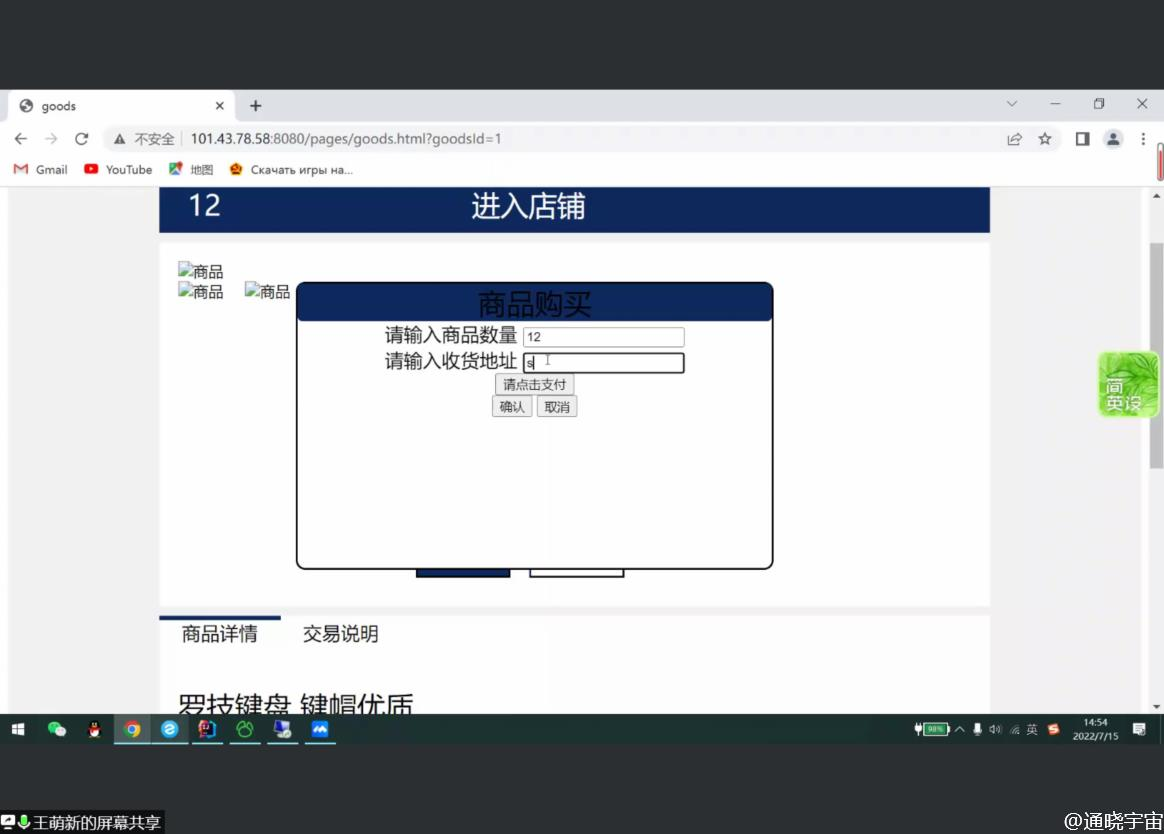 goods
不安全 101.43.78.58:8080/pages/goods.html?goodsId=1
Gmail YouTube 地图 Скачать игры на...
12 进入店铺
商品
商品 商品
商品购买
请输入商品数量 12
请输入收货地址 s
请点击支付
确认 取消
简
英设
商品详情 交易说明
罗技键盘 键帽优质
98% 英 14:54
2022/7/15
王萌新的屏幕共享
@通晓宇宙